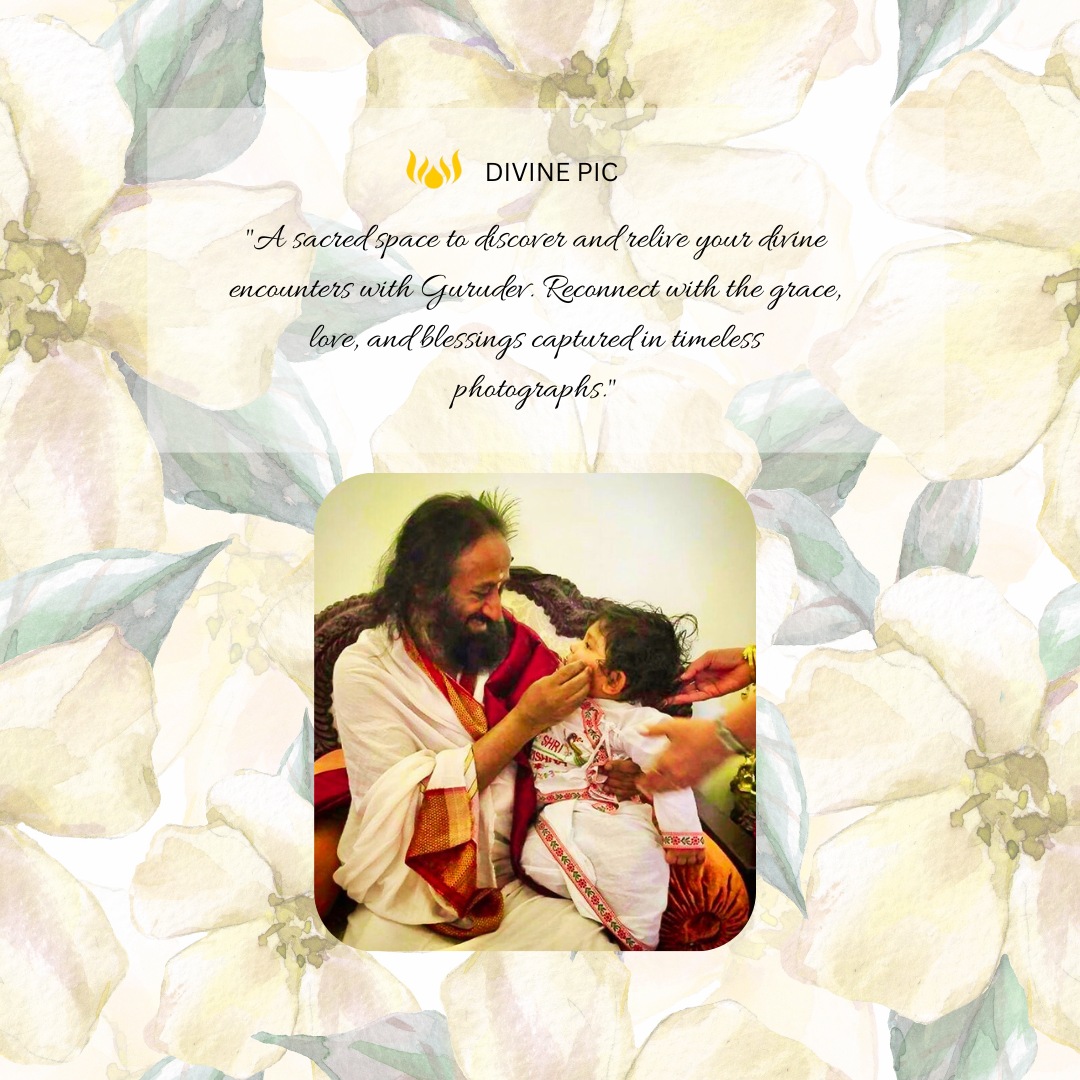 DIVINE PIC
"A sacred space to discover and relive your divine
encounters with Gurudev. Reconnect with the grace,
love, and blessings captured in timeless
photographs."
SHRI